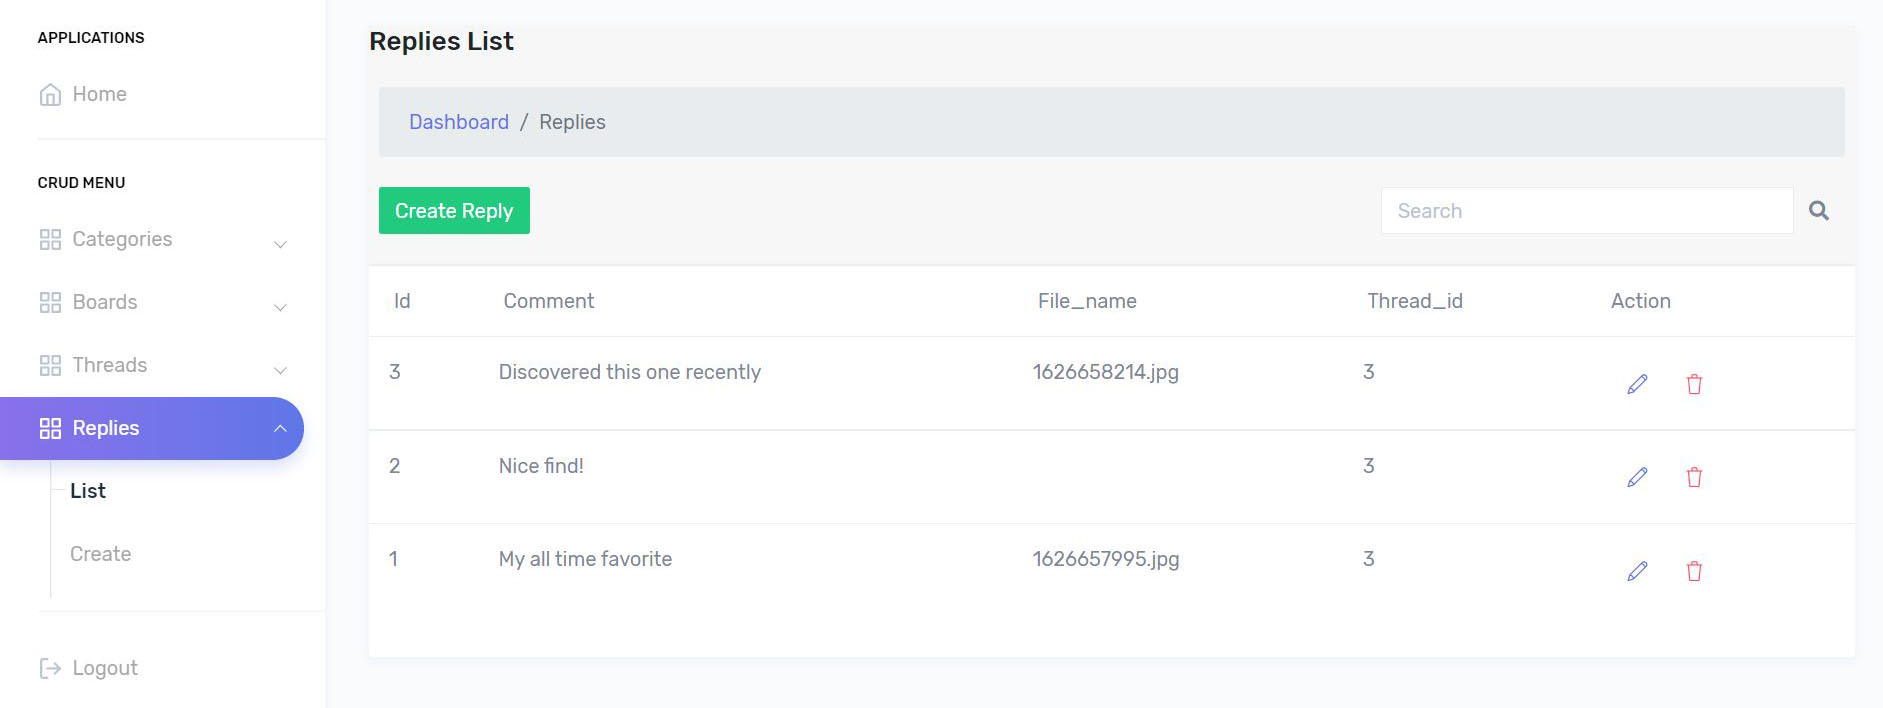 APPLICATIONS
Home
CRUD MENU
Categories
Boards
Threads
Replies
List
Create
Logout
Replies List
Dashboard / Replies
Create Reply
Search
Id Comment File_name Thread_id Action
3 Discovered this one recently 1626658214.jpg 3
2 Nice find! 3
1 My all time favorite 1626657995.jpg 3